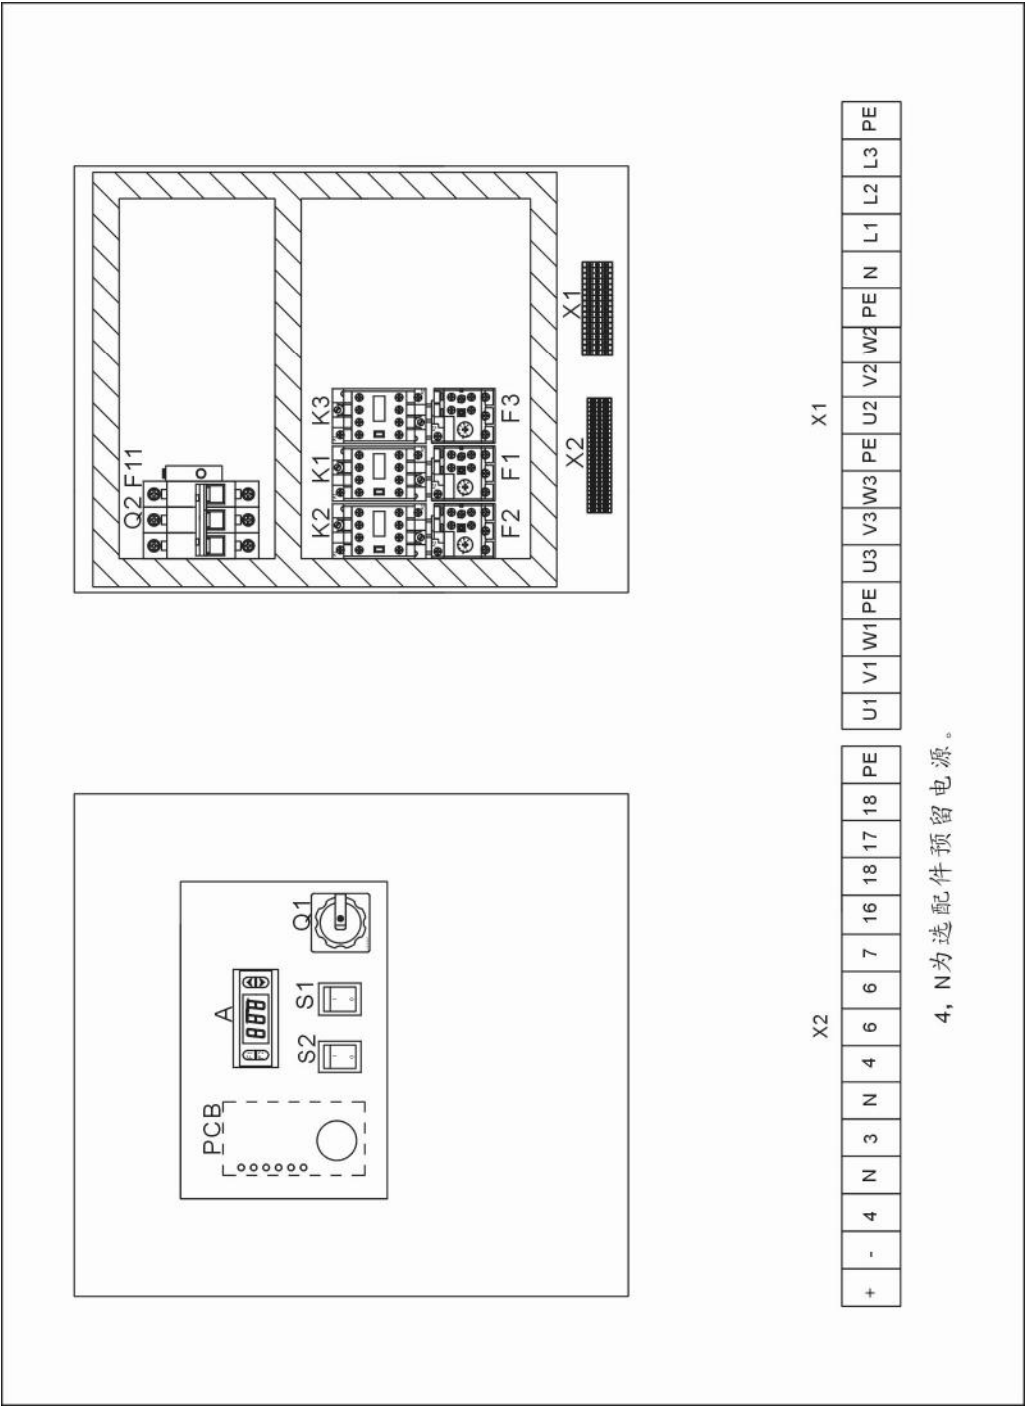 PCB
A
S2
S1
Q1
Q2 F11
K2
K1
K3
F2
F1
F3
X2
X1
X2
X1
+ - 4 N 3 N 4 6 6 7 16 18 17 18 PE
U1 V1 W1 PE U3 V3 W3 PE U2 V2 W2 PE N L1 L2 L3 PE
4，N为选配件预留电源。